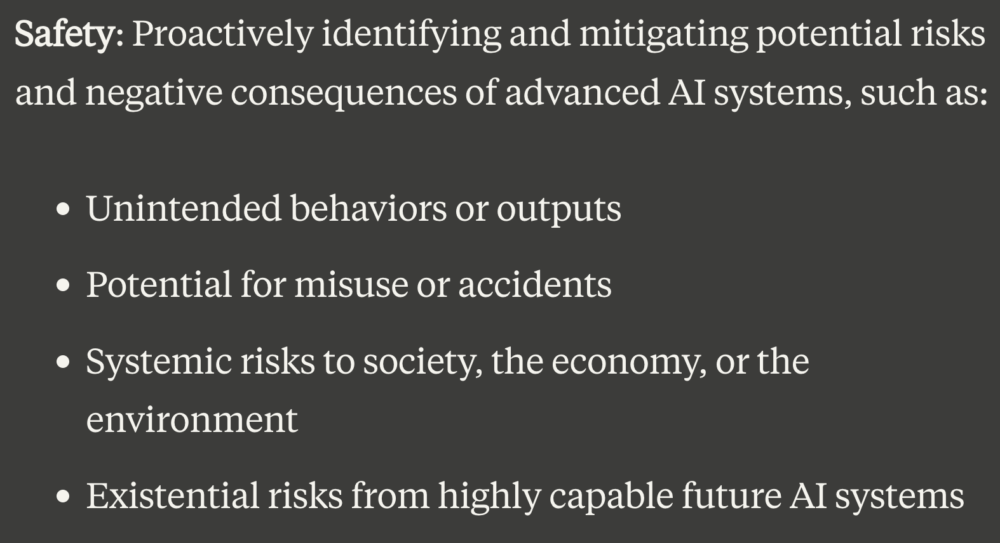 Safety: Proactively identifying and mitigating potential risks
and negative consequences of advanced AI systems, such as:
• Unintended behaviors or outputs
• Potential for misuse or accidents
• Systemic risks to society, the economy, or the
environment
• Existential risks from highly capable future AI systems